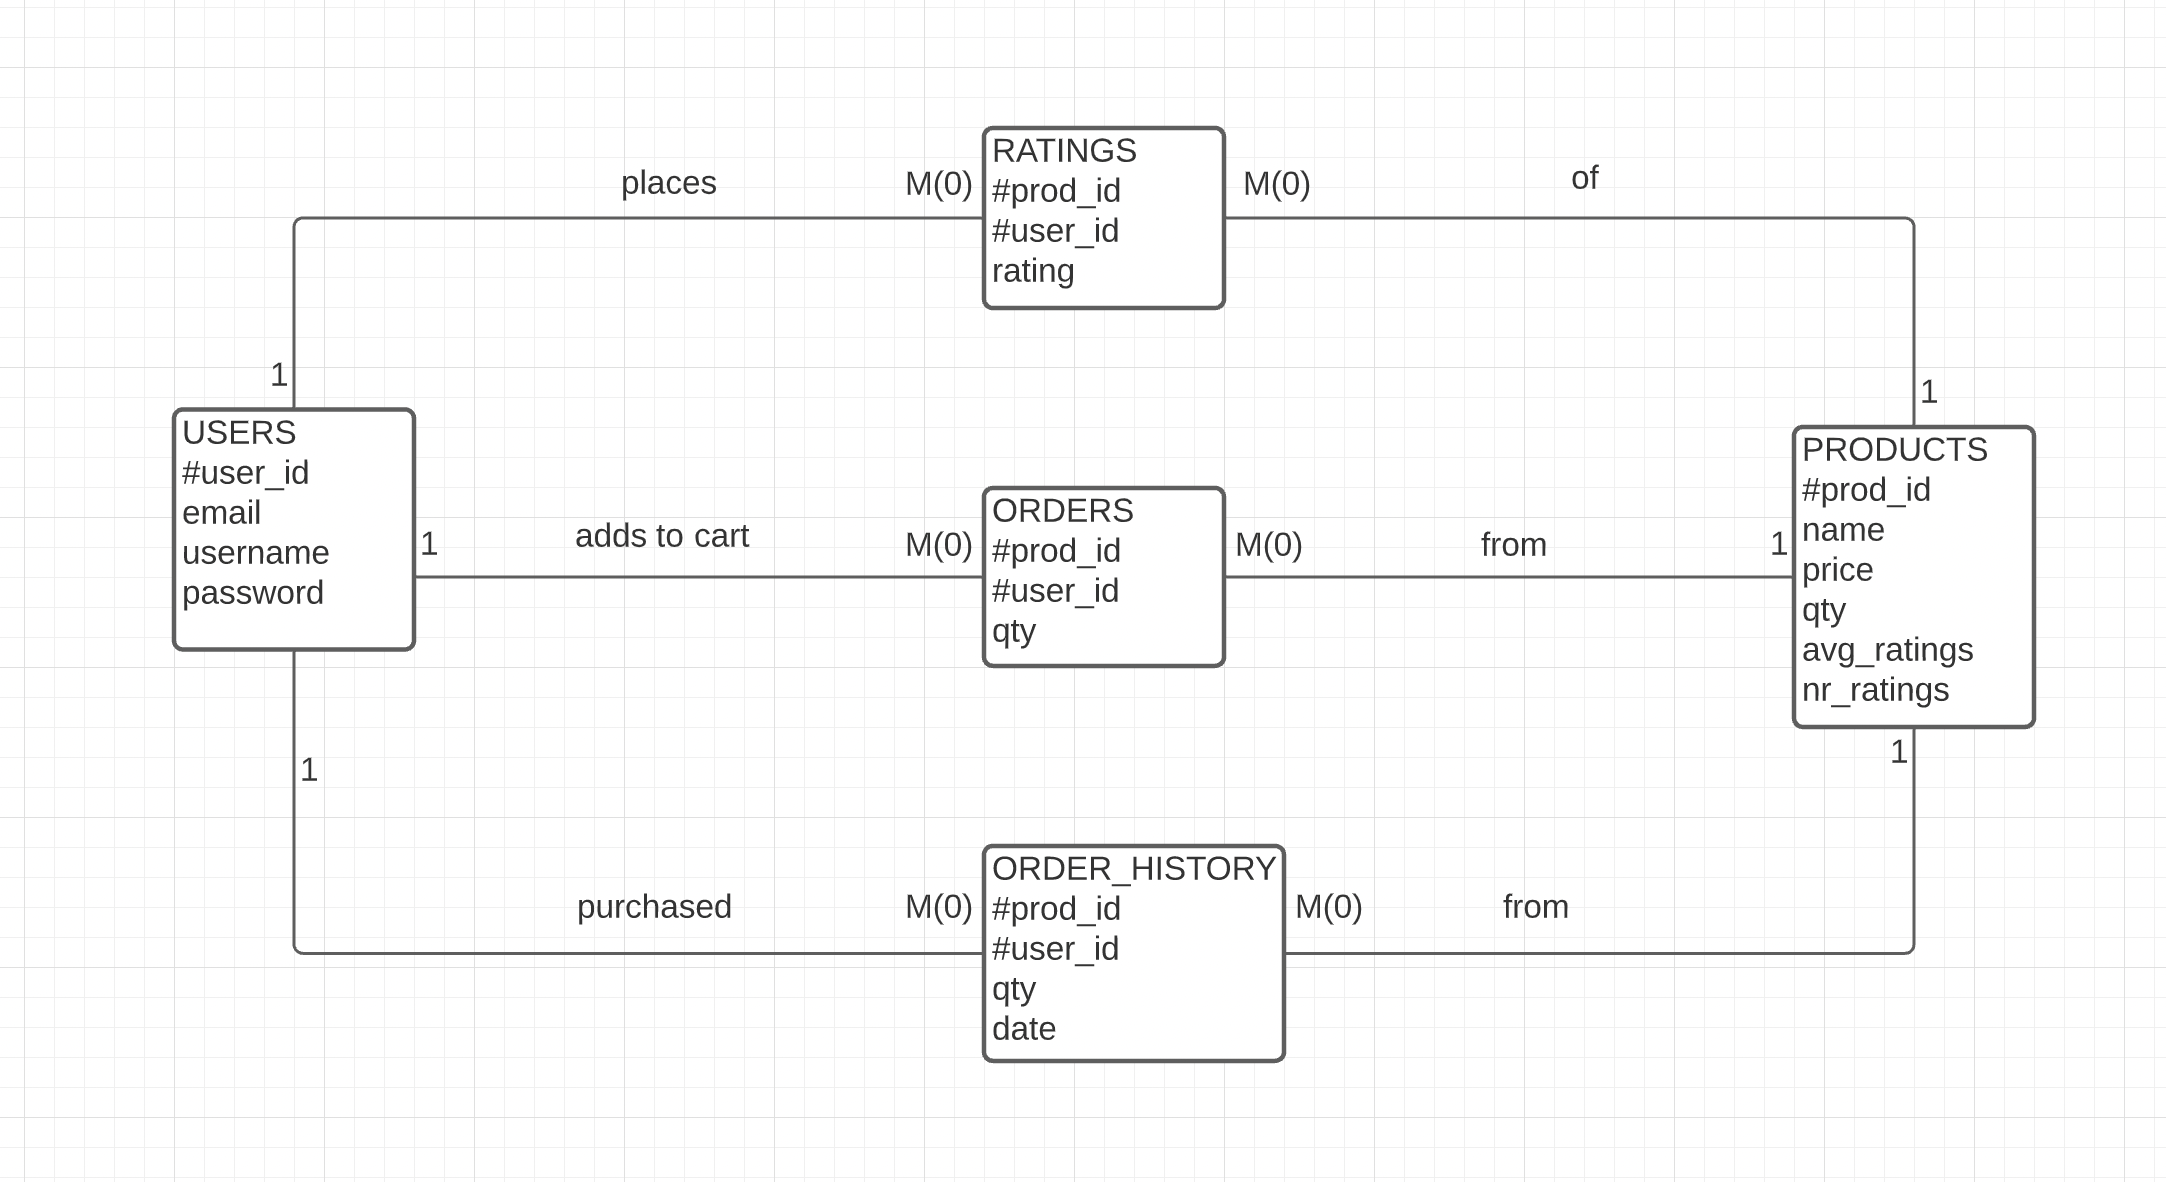 RATINGS
#prod_id
#user_id
rating
places
M(0)
M(0)
of
1
1
USERS
#user_id
email
username
password
1
adds to cart
M(0)
ORDERS
#prod_id
#user_id
qty
M(0)
from
1
PRODUCTS
#prod_id
name
price
qty
avg_ratings
nr_ratings
1
1
purchased
M(0)
ORDER_HISTORY
#prod_id
#user_id
qty
date
M(0)
from